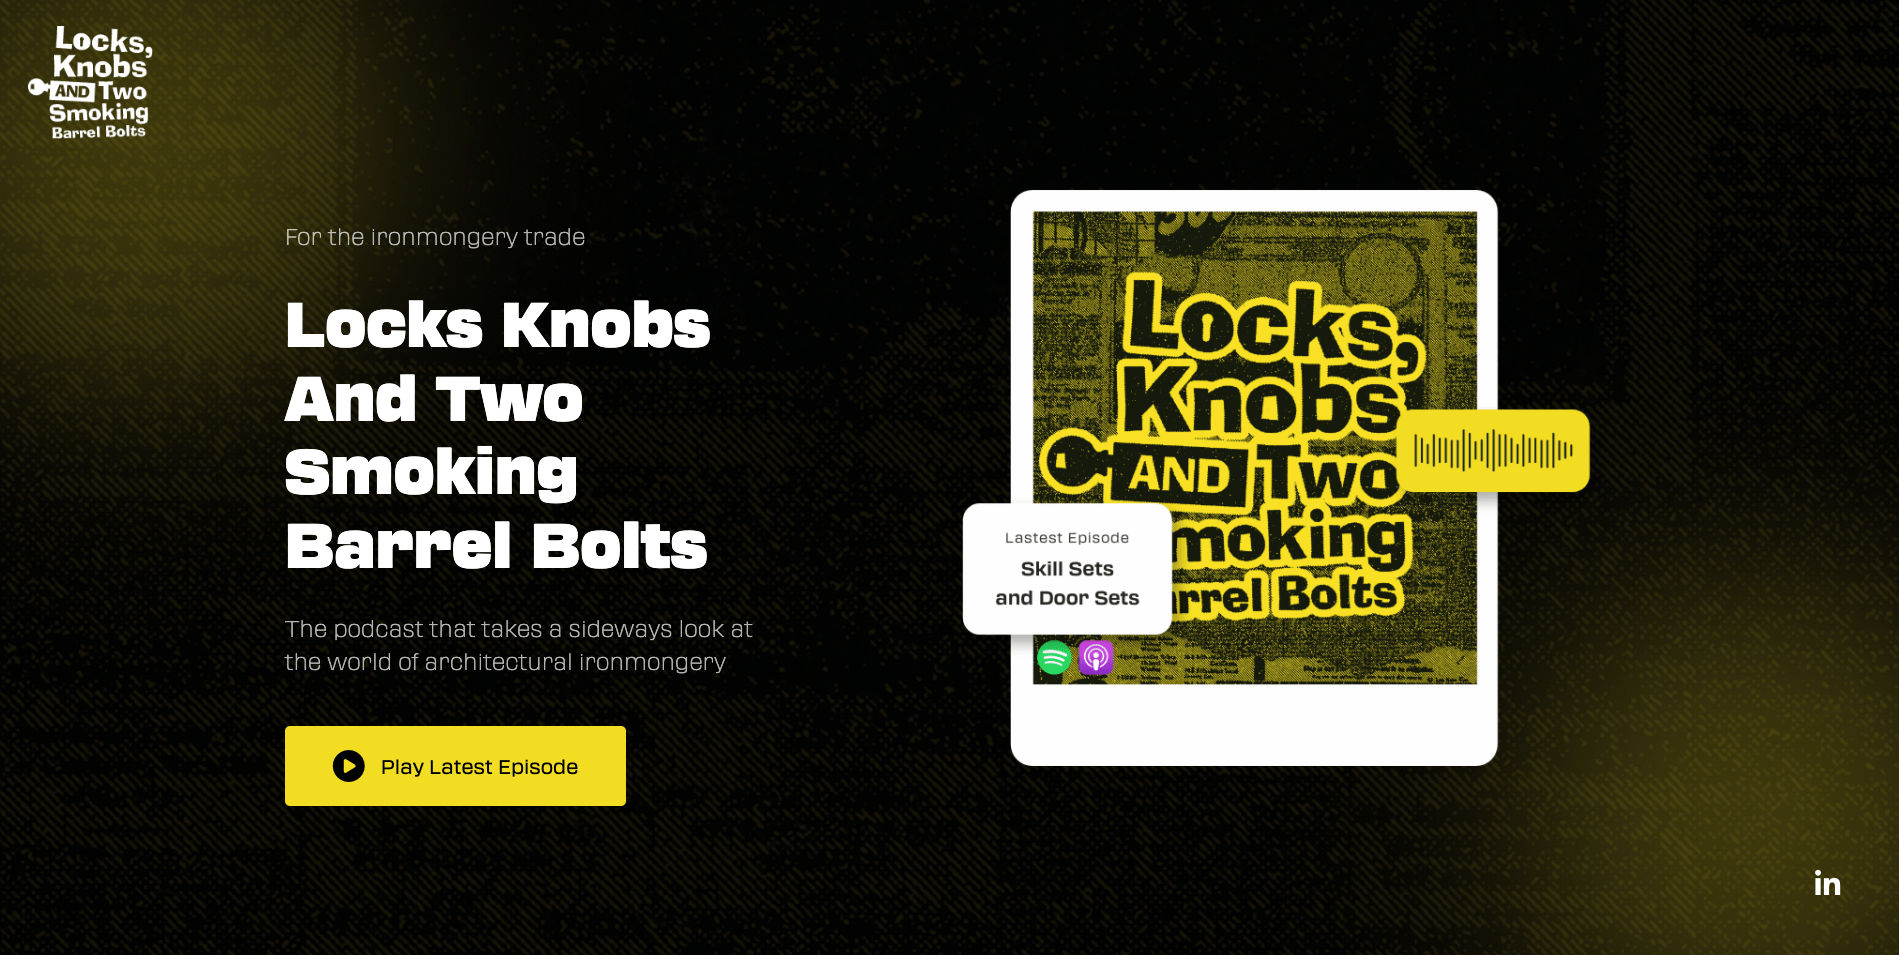 Locks,
Knobs
AND Two
Smoking
Barrel Bolts
For the ironmongery trade
Locks Knobs
And Two
Smoking
Barrel Bolts
The podcast that takes a sideways look at
the world of architectural ironmongery
Play Latest Episode
Locks,
Knobs
AND Two
moking
rrel Bolts
Lastest Episode
Skill Sets
and Door Sets
in